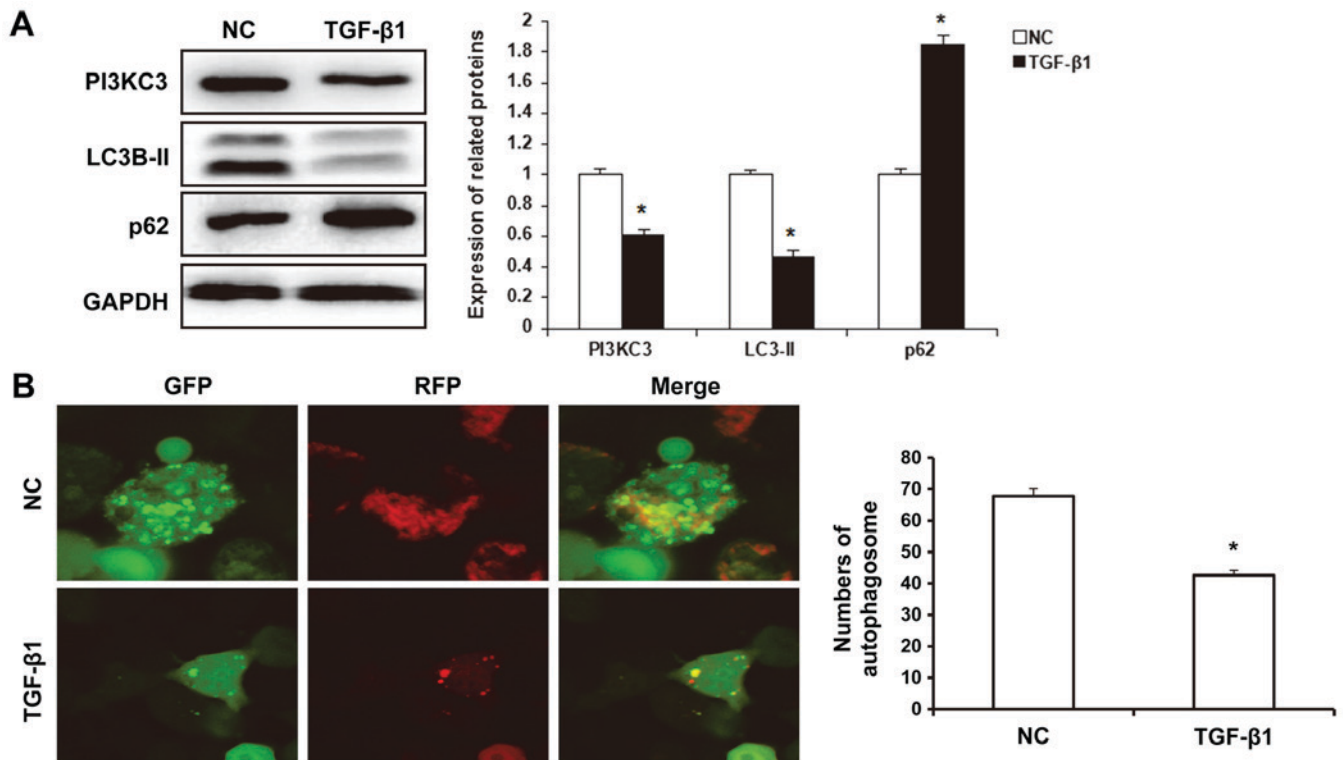 A
NC TGF-β1
PI3KC3
LC3B-II
p62
GAPDH
Expression of related proteins
2
1.8
1.6
1.4
1.2
1
0.8
0.6
0.4
0.2
0
*
*
*
PI3KC3 LC3-II p62
NC
TGF-β1
B
GFP RFP Merge
NC
TGF-β1
Numbers of
autophagosome
80
70
60
50
40
30
20
10
0
*
NC TGF-β1